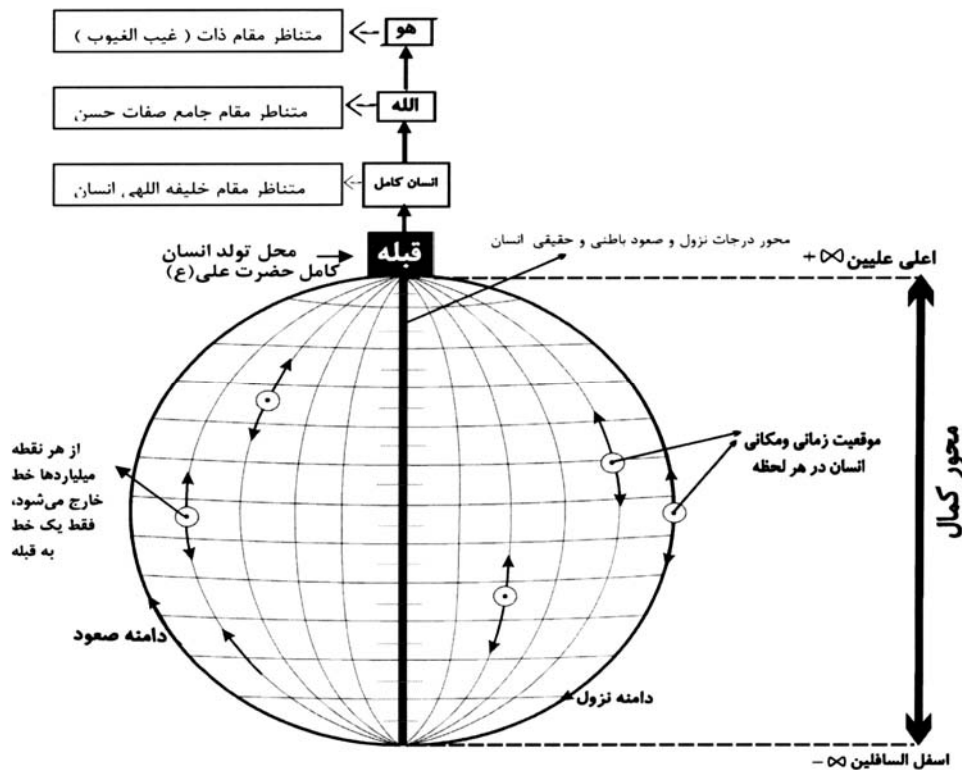 هو
متناظر مقام ذات ( غیب الغیوب )
الله
متناطر مقام جامع صفات حسن
انسان کامل
متناظر مقام خلیفه اللهی انسان
قبله
محل تولد انسان
کامل حضرت علی(ع)
محور درجات نزول و صعود باطنی و حقیقی انسان
اعلی علیین ∞ +
موقعیت زمانی ومکانی
انسان در هر لحظه
محور کمال
از هر نقطه
میلیاردها خط
خارج می‌شود،
فقط یک خط
به قبله
دامنه صعود
دامنه نزول
اسفل السافلین ∞ −